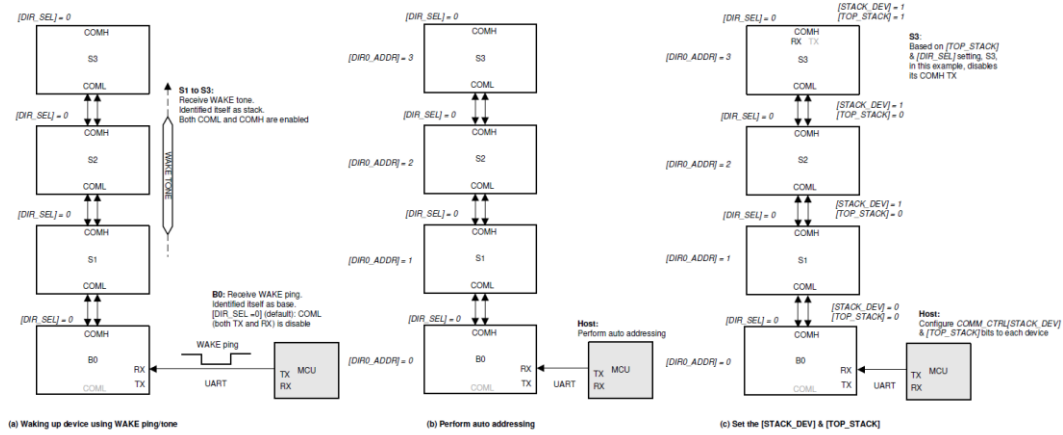 [DIR_SEL] = 0
COMH
S3
COML
[DIR_SEL] = 0
COMH
S2
COML
[DIR_SEL] = 0
COMH
S1
COML
[DIR_SEL] = 0
COMH
B0
RX
TX
COML
S1 to S3:
Receive WAKE tone.
Identified itself as stack.
Both COML and COMH are enabled
WAKE TONE
B0: Receive WAKE ping.
Identified itself as base.
[DIR_SEL =0] (default): COML
(both TX and RX) is disable
WAKE ping
UART
TX MCU
RX
(a) Waking up device using WAKE ping/tone
[DIR_SEL] = 0
COMH
[DIR0_ADDR] = 3
S3
COML
[DIR_SEL] = 0
COMH
[DIR0_ADDR] = 2
S2
COML
[DIR_SEL] = 0
COMH
[DIR0_ADDR] = 1
S1
COML
[DIR_SEL] = 0
COMH
[DIR0_ADDR] = 0
B0
RX
TX
COML
Host:
Perform auto addressing
UART
TX MCU
RX
(b) Perform auto addressing
[DIR_SEL] = 0
[STACK_DEV] = 1
[TOP_STACK] = 1
COMH
RX TX
[DIR0_ADDR] = 3
S3
COML
S3:
Based on [TOP_STACK]
& [DIR_SEL] setting, S3,
in this example, disables
its COMH TX
[DIR_SEL] = 0
[STACK_DEV] = 1
[TOP_STACK] = 0
COMH
[DIR0_ADDR] = 2
S2
COML
[DIR_SEL] = 0
[STACK_DEV] = 1
[TOP_STACK] = 0
COMH
[DIR0_ADDR] = 1
S1
COML
[DIR_SEL] = 0
[STACK_DEV] = 0
[TOP_STACK] = 0
COMH
[DIR0_ADDR] = 0
B0
RX
TX
COML
Host:
Configure COMM_CTRL[STACK_DEV]
& [TOP_STACK] bits to each device
UART
TX MCU
RX
(c) Set the [STACK_DEV] & [TOP_STACK]